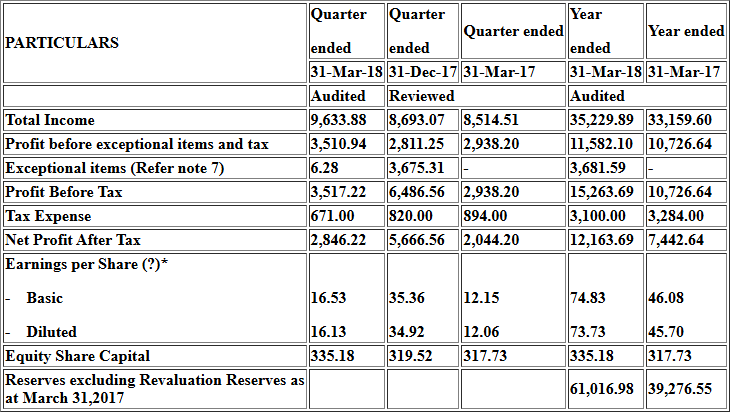 PARTICULARS Quarter ended Quarter ended Quarter ended Year ended Year ended
31-Mar-18 31-Dec-17 31-Mar-17 31-Mar-18 31-Mar-17
Audited Reviewed Audited
Total Income 9,633.88 8,693.07 8,514.51 35,229.89 33,159.60
Profit before exceptional items and tax 3,510.94 2,811.25 2,938.20 11,582.10 10,726.64
Exceptional items (Refer note 7) 6.28 3,675.31 - 3,681.59 -
Profit Before Tax 3,517.22 6,486.56 2,938.20 15,263.69 10,726.64
Tax Expense 671.00 820.00 894.00 3,100.00 3,284.00
Net Profit After Tax 2,846.22 5,666.56 2,044.20 12,163.69 7,442.64
Earnings per Share (?)*
- Basic 16.53 35.36 12.15 74.83 46.08
- Diluted 16.13 34.92 12.06 73.73 45.70
Equity Share Capital 335.18 319.52 317.73 335.18 317.73
Reserves excluding Revaluation Reserves as
at March 31,2017 61,016.98 39,276.55